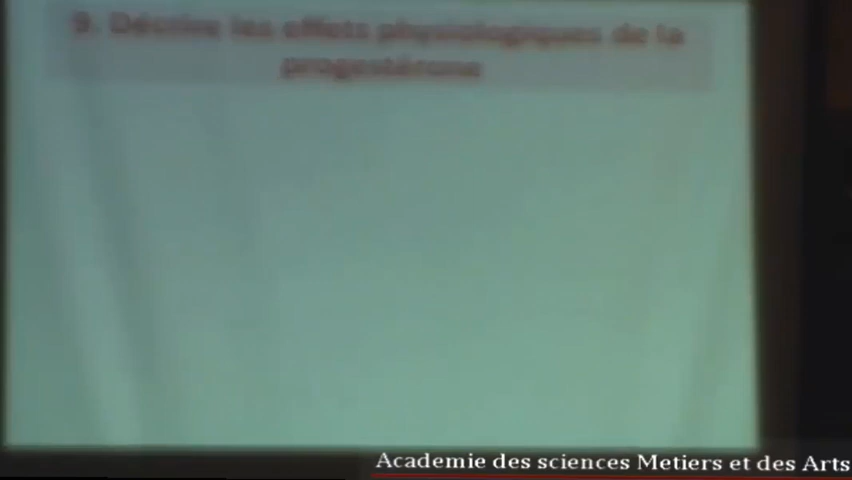 9. Décrire les effets physiologiques de la
progestérone
Academie des sciences Metiers et des Arts